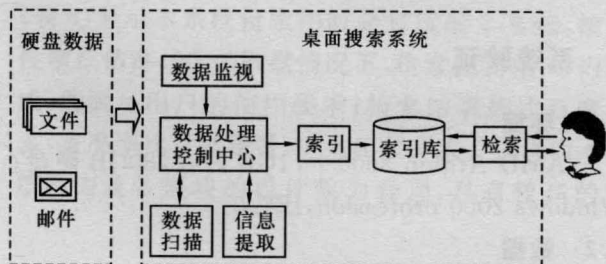 硬盘数据
文件
邮件
桌面搜索系统
数据监视
数据处理
控制中心
索引
索引库
检索
数据
扫描
信息
提取